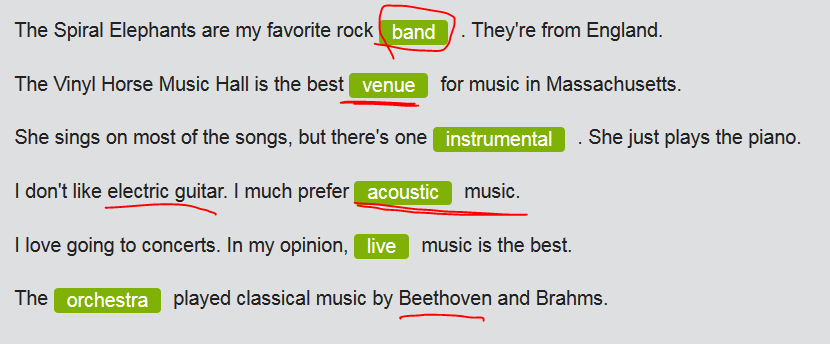 The Spiral Elephants are my favorite rock band . They're from England.
The Vinyl Horse Music Hall is the best venue for music in Massachusetts.
She sings on most of the songs, but there's one instrumental . She just plays the piano.
I don't like electric guitar. I much prefer acoustic music.
I love going to concerts. In my opinion, live music is the best.
The orchestra played classical music by Beethoven and Brahms.